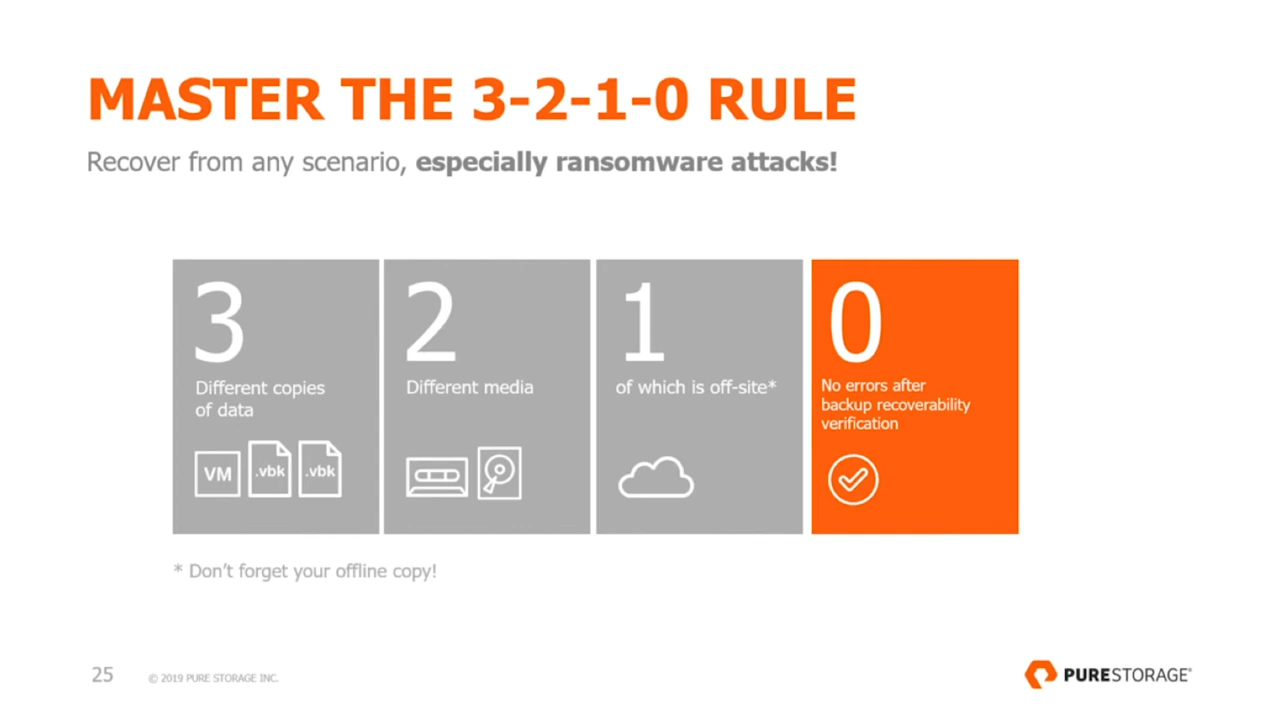 MASTER THE 3-2-1-0 RULE
Recover from any scenario, especially ransomware attacks!
3
Different copies
of data
VM
.vbk
.vbk
2
Different media
1
of which is off-site*
0
No errors after
backup recoverability
verification
* Don't forget your offline copy!
25
© 2019 PURE STORAGE INC.
PURESTORAGE®